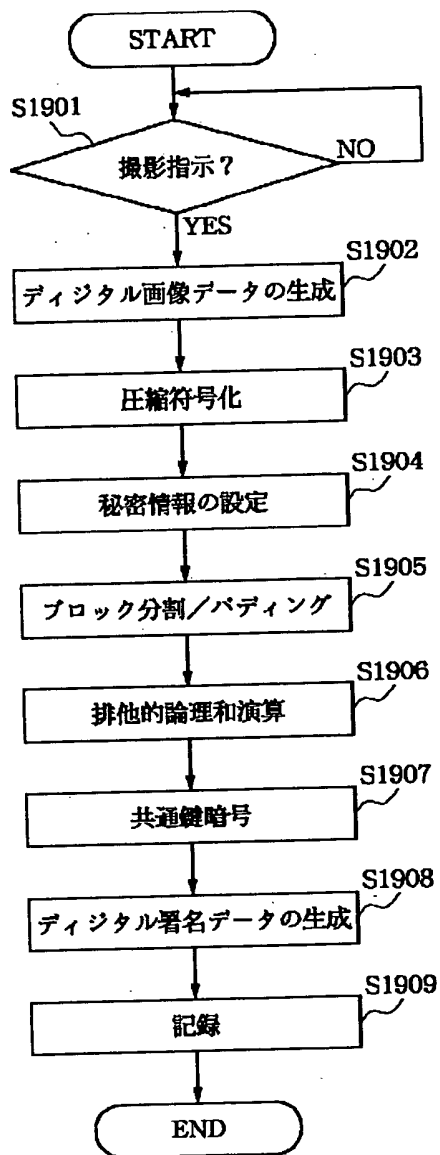 START
S1901
撮影指示?
NO
YES
S1902
ディジタル画像データの生成
S1903
圧縮符号化
S1904
秘密情報の設定
S1905
ブロック分割/パディング
S1906
排他的論理和演算
S1907
共通鍵暗号
S1908
ディジタル署名データの生成
S1909
記録
END